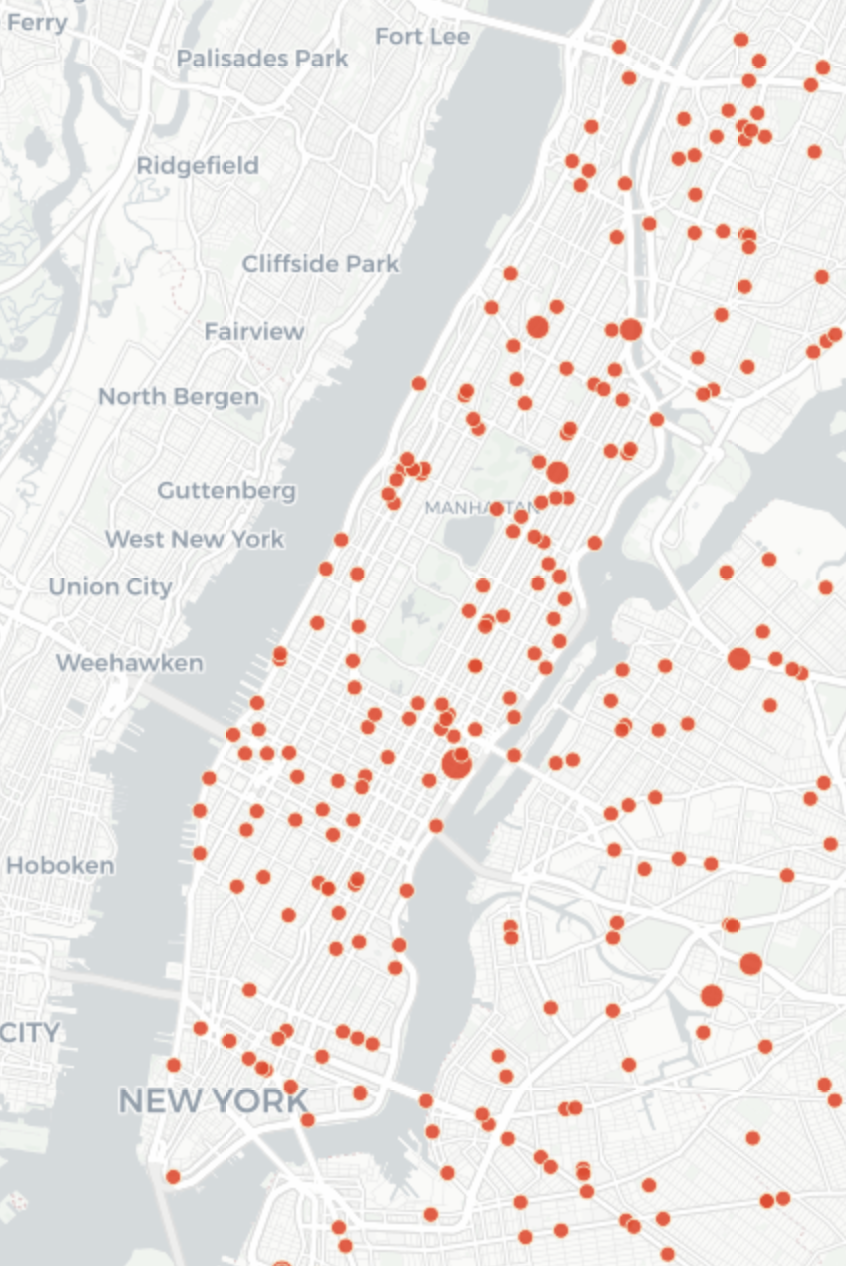 Ferry
Fort Lee
Palisades Park
Ridgefield
Cliffside Park
Fairview
North Bergen
Guttenberg
MANHATTAN
West New York
Union City
Weehawken
Hoboken
CITY
NEW YORK